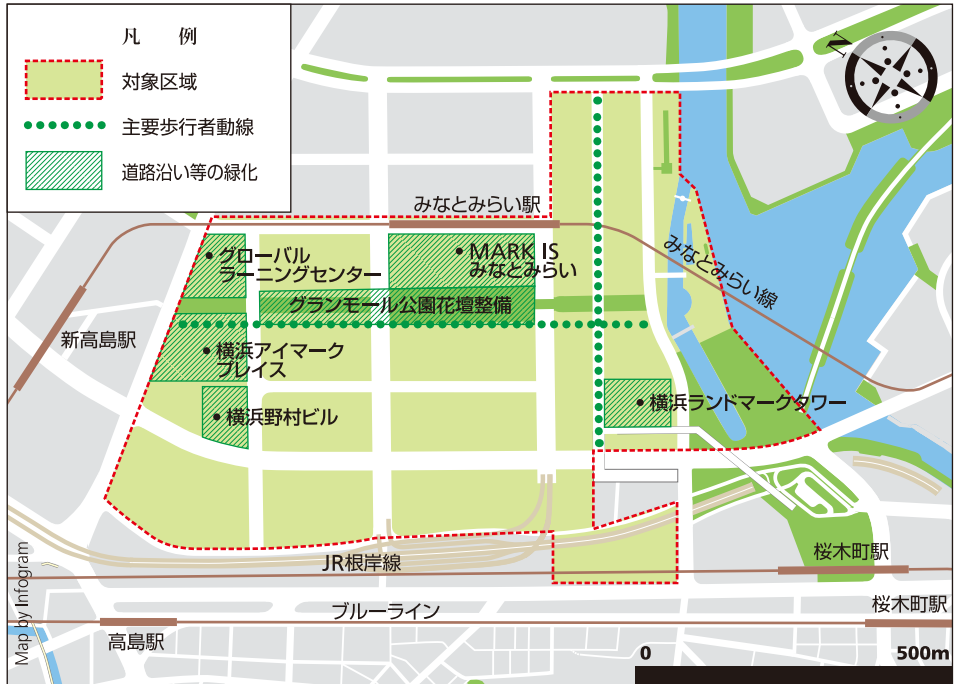 凡 例
対象区域
主要歩行者動線
道路沿い等の緑化
N
みなとみらい駅
グローバル
ラーニングセンター
MARK IS
みなとみらい
みなとみらい線
グランモール公園花壇整備
新高島駅
横浜アイマーク
プレイス
横浜野村ビル
横浜ランドマークタワー
JR根岸線
桜木町駅
ブルーライン
桜木町駅
高島駅
Map by Infogram
0 500m